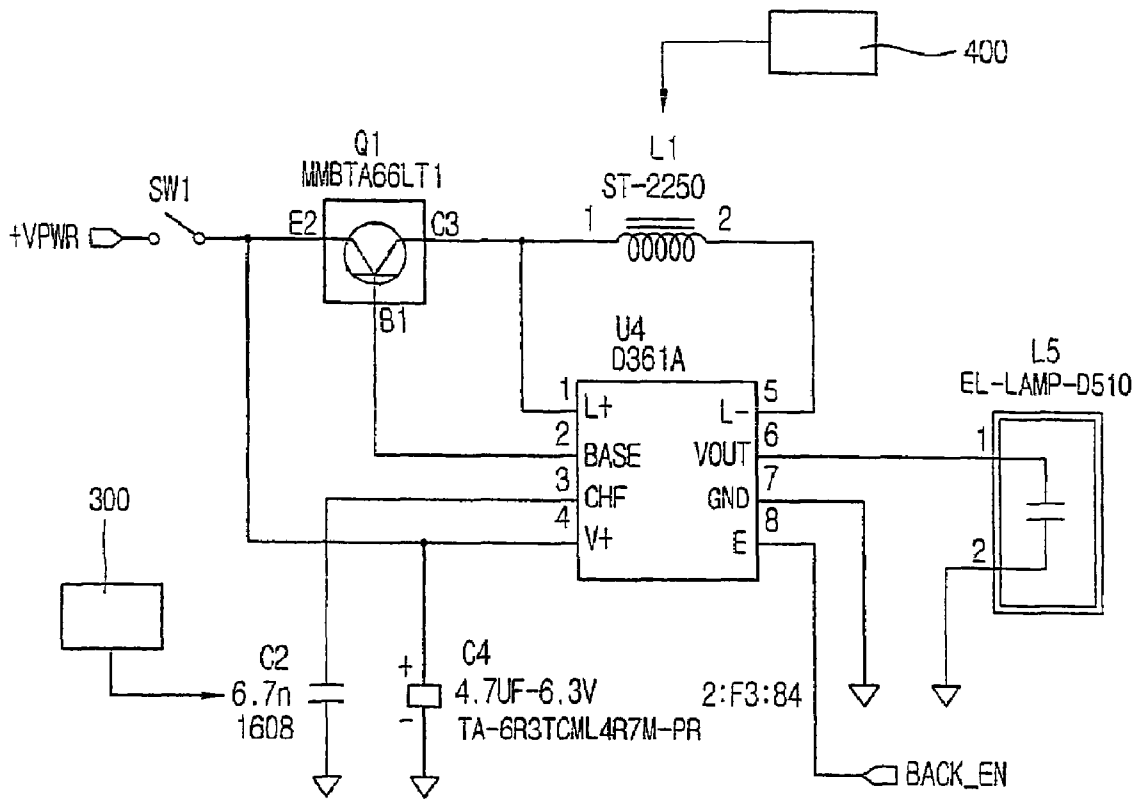 400
Q1
MMBTA66LT1
L1
ST-2250
SW1
+VPWR
E2
C3
1
2
B1
U4
D361A
L5
EL-LAMP-D510
1
L+
L-
5
2
BASE
VOUT
6
3
CHF
GND
7
4
V+
E
8
1
2
300
C2
6.7n
1608
+
-
C4
4.7UF-6.3V
TA-6R3TCML4R7M-PR
2:F3:84
BACK_EN